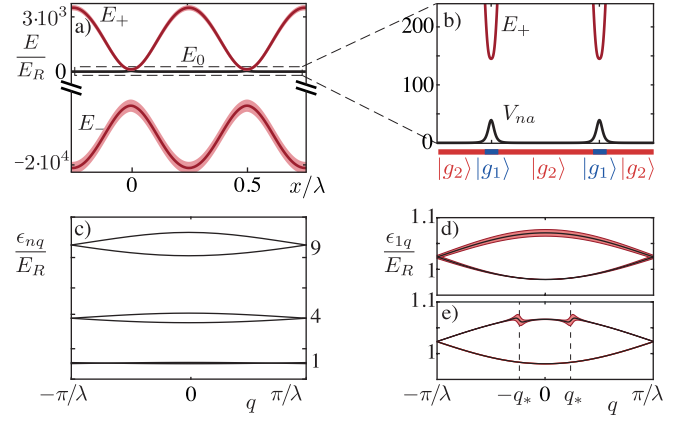 a)
E/E_R
3·10³
0
−2·10⁴
E₊
E₀
E₋
0
0.5
x/λ
b)
200
100
0
E₊
V_na
|g₂⟩ |g₁⟩ |g₂⟩ |g₁⟩ |g₂⟩
c)
ϵ_nq/E_R
9
4
1
−π/λ
0
q
π/λ
d)
ϵ_1q/E_R
1.1
1
e)
1.1
1
−π/λ
−q_*
0
q_*
q
π/λ